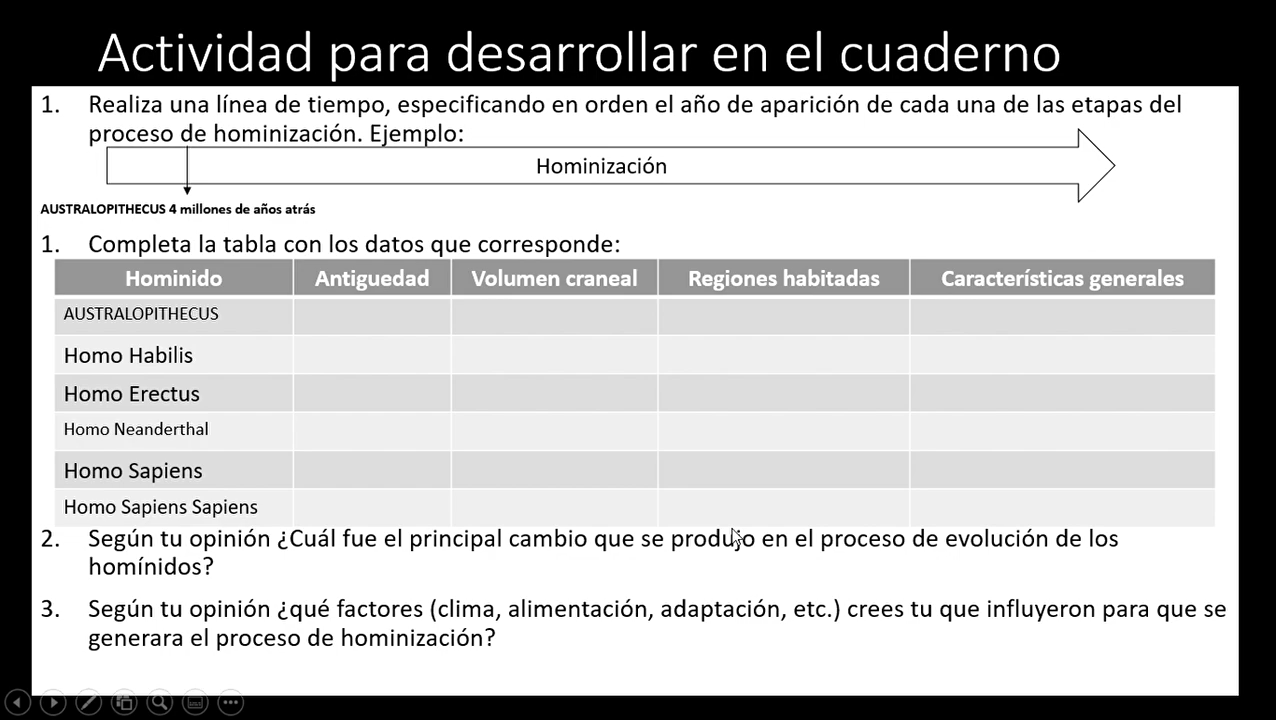 Actividad para desarrollar en el cuaderno
1. Realiza una línea de tiempo, especificando en orden el año de aparición de cada una de las etapas del
proceso de hominización. Ejemplo:
Hominización
AUSTRALOPITHECUS 4 millones de años atrás
1. Completa la tabla con los datos que corresponde:
Hominido Antiguedad Volumen craneal Regiones habitadas Características generales
AUSTRALOPITHECUS
Homo Habilis
Homo Erectus
Homo Neanderthal
Homo Sapiens
Homo Sapiens Sapiens
2. Según tu opinión ¿Cuál fue el principal cambio que se produjo en el proceso de evolución de los
homínidos?
3. Según tu opinión ¿qué factores (clima, alimentación, adaptación, etc.) crees tu que influyeron para que se
generara el proceso de hominización?